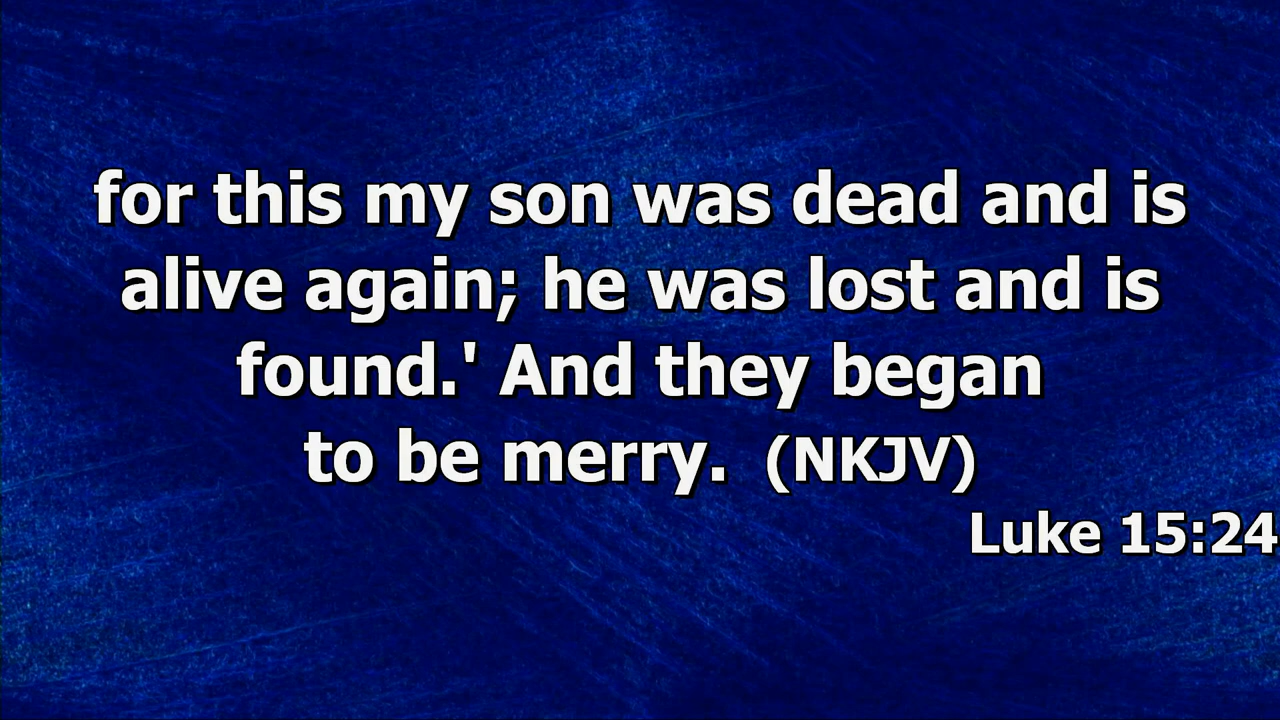 for this my son was dead and is
alive again; he was lost and is
found.' And they began
to be merry.  (NKJV)
Luke 15:24